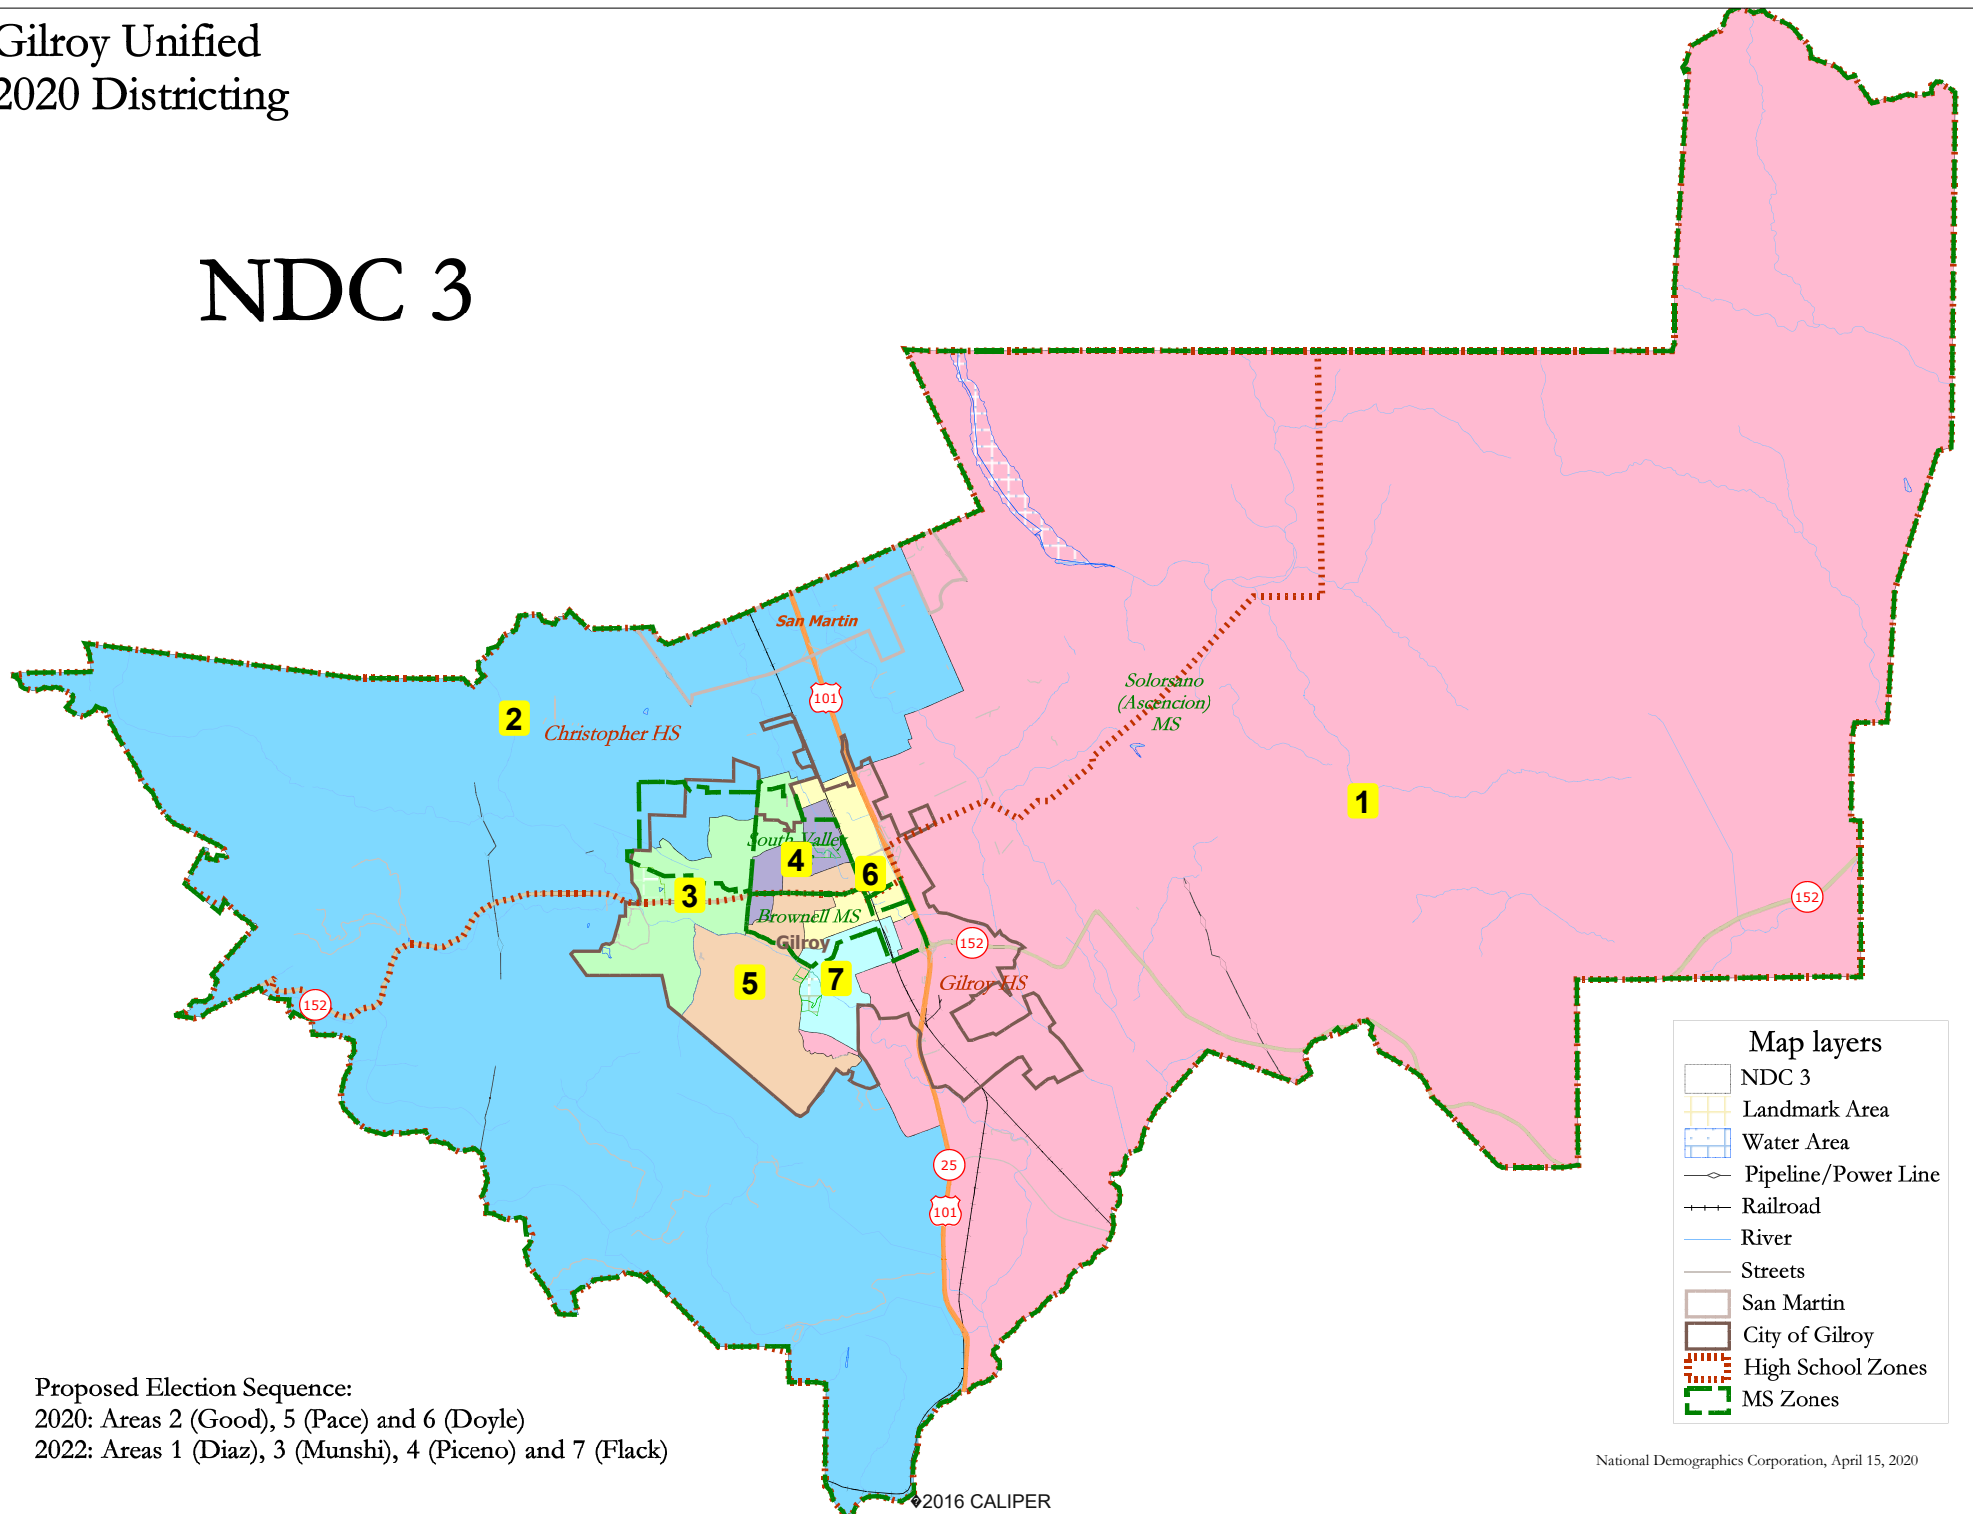 Gilroy Unified
2020 Districting
NDC 3
San Martin
101
2
Christopher HS
Solorsano
(Ascencion)
MS
1
South Valley
4
6
3
152
Brownell MS
Gilroy
152
5
7
Gilroy HS
152
25
101
Map layers
NDC 3
Landmark Area
Water Area
Pipeline/Power Line
Railroad
River
Streets
San Martin
City of Gilroy
High School Zones
MS Zones
Proposed Election Sequence:
2020: Areas 2 (Good), 5 (Pace) and 6 (Doyle)
2022: Areas 1 (Diaz), 3 (Munshi), 4 (Piceno) and 7 (Flack)
National Demographics Corporation, April 15, 2020
�2016 CALIPER